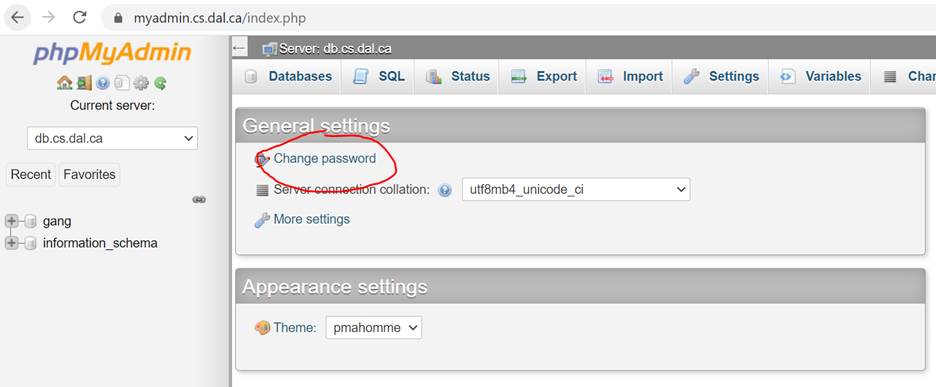 myadmin.cs.dal.ca/index.php
phpMyAdmin
Current server:
db.cs.dal.ca
Recent Favorites
gang
information_schema
Server: db.cs.dal.ca
Databases SQL Status Export Import Settings Variables Char
General settings
Change password
Server connection collation: utf8mb4_unicode_ci
More settings
Appearance settings
Theme: pmahomme